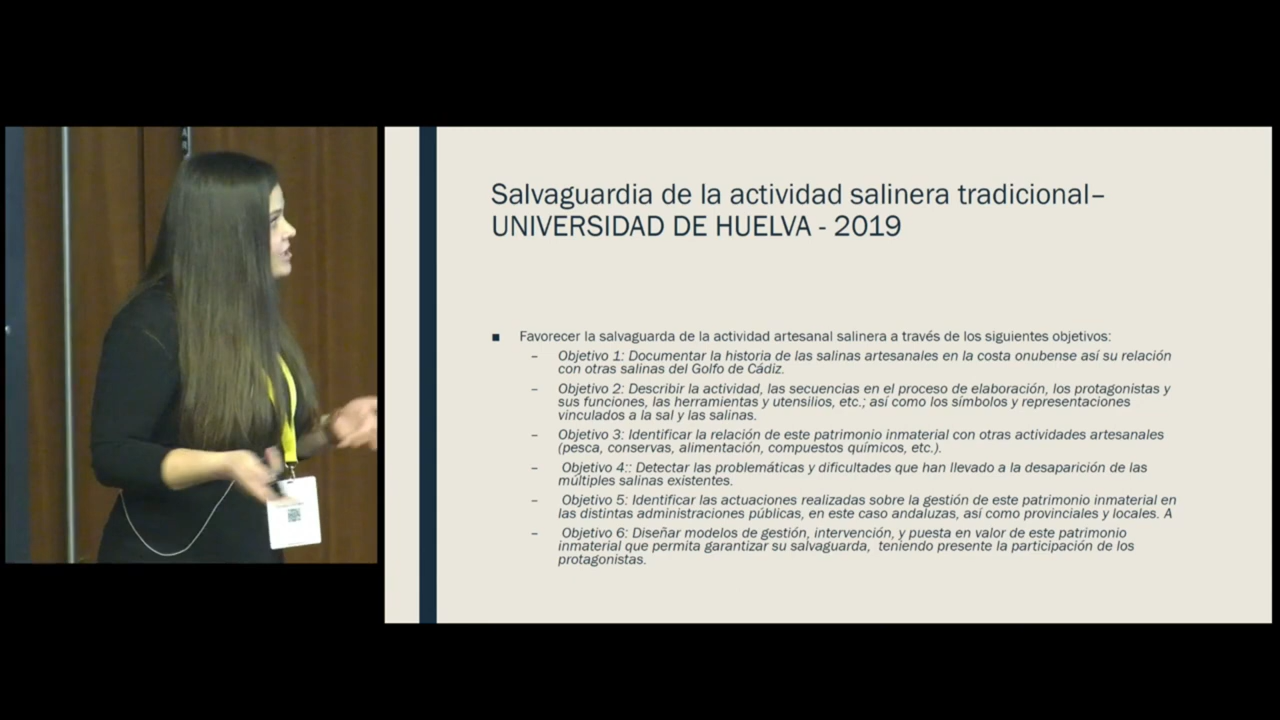 Salvaguardia de la actividad salinera tradicional–
UNIVERSIDAD DE HUELVA - 2019
■ Favorecer la salvaguarda de la actividad artesanal salinera a través de los siguientes objetivos:
– Objetivo 1: Documentar la historia de las salinas artesanales en la costa onubense así su relación
con otras salinas del Golfo de Cádiz.
– Objetivo 2: Describir la actividad, las secuencias en el proceso de elaboración, los protagonistas y
sus funciones, las herramientas y utensilios, etc.; así como los símbolos y representaciones
vinculados a la sal y las salinas.
– Objetivo 3: Identificar la relación de este patrimonio inmaterial con otras actividades artesanales
(pesca, conservas, alimentación, compuestos químicos, etc.).
– Objetivo 4:: Detectar las problemáticas y dificultades que han llevado a la desaparición de las
múltiples salinas existentes.
– Objetivo 5: Identificar las actuaciones realizadas sobre la gestión de este patrimonio inmaterial en
las distintas administraciones públicas, en este caso andaluzas, así como provinciales y locales. A
– Objetivo 6: Diseñar modelos de gestión, intervención, y puesta en valor de este patrimonio
inmaterial que permita garantizar su salvaguarda, teniendo presente la participación de los
protagonistas.